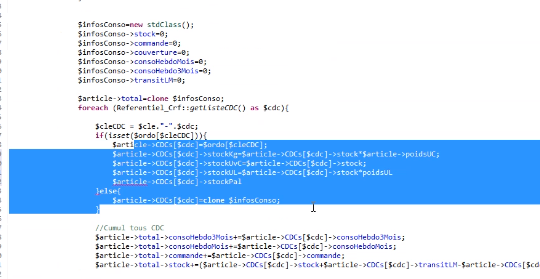 $infosConso=new stdClass();
$infosConso->stock=0;
$infosConso->commande=0;
$infosConso->couverture=0;
$infosConso->consoHebdoMois=0;
$infosConso->consoHebdo3Mois=0;
$infosConso->transitLM=0;
$article->total=clone $infosConso;
foreach (Referentiel_Crf::getListeCDC() as $cdc){
$cleCDC = $cle."-".$cdc;
if(isset($ordo[$cleCDC])){
$article->CDCs[$cdc]=$ordo[$cleCDC];
$article->CDCs[$cdc]->stockKg=$article->CDCs[$cdc]->stock*$article->poidsUC;
$article->CDCs[$cdc]->stockUvC=$article->CDCs[$cdc]->stock;
$article->CDCs[$cdc]->stockUL=$article->CDCs[$cdc]->stock*poidsUL
$article->CDCs[$cdc]->stockPal
}else{
$article->CDCs[$cdc]=clone $infosConso;
}
//Cumul tous CDC
$article->total->consoHebdo3Mois+=$article->CDCs[$cdc]->consoHebdo3Mois;
$article->total->consoHebdoMois+=$article->CDCs[$cdc]->consoHebdoMois;
$article->total->commande+=$article->CDCs[$cdc]->commande;
$article->total->stock+=($article->CDCs[$cdc]->stock+$article->CDCs[$cdc]->transitLM-$article->CDCs[$cd